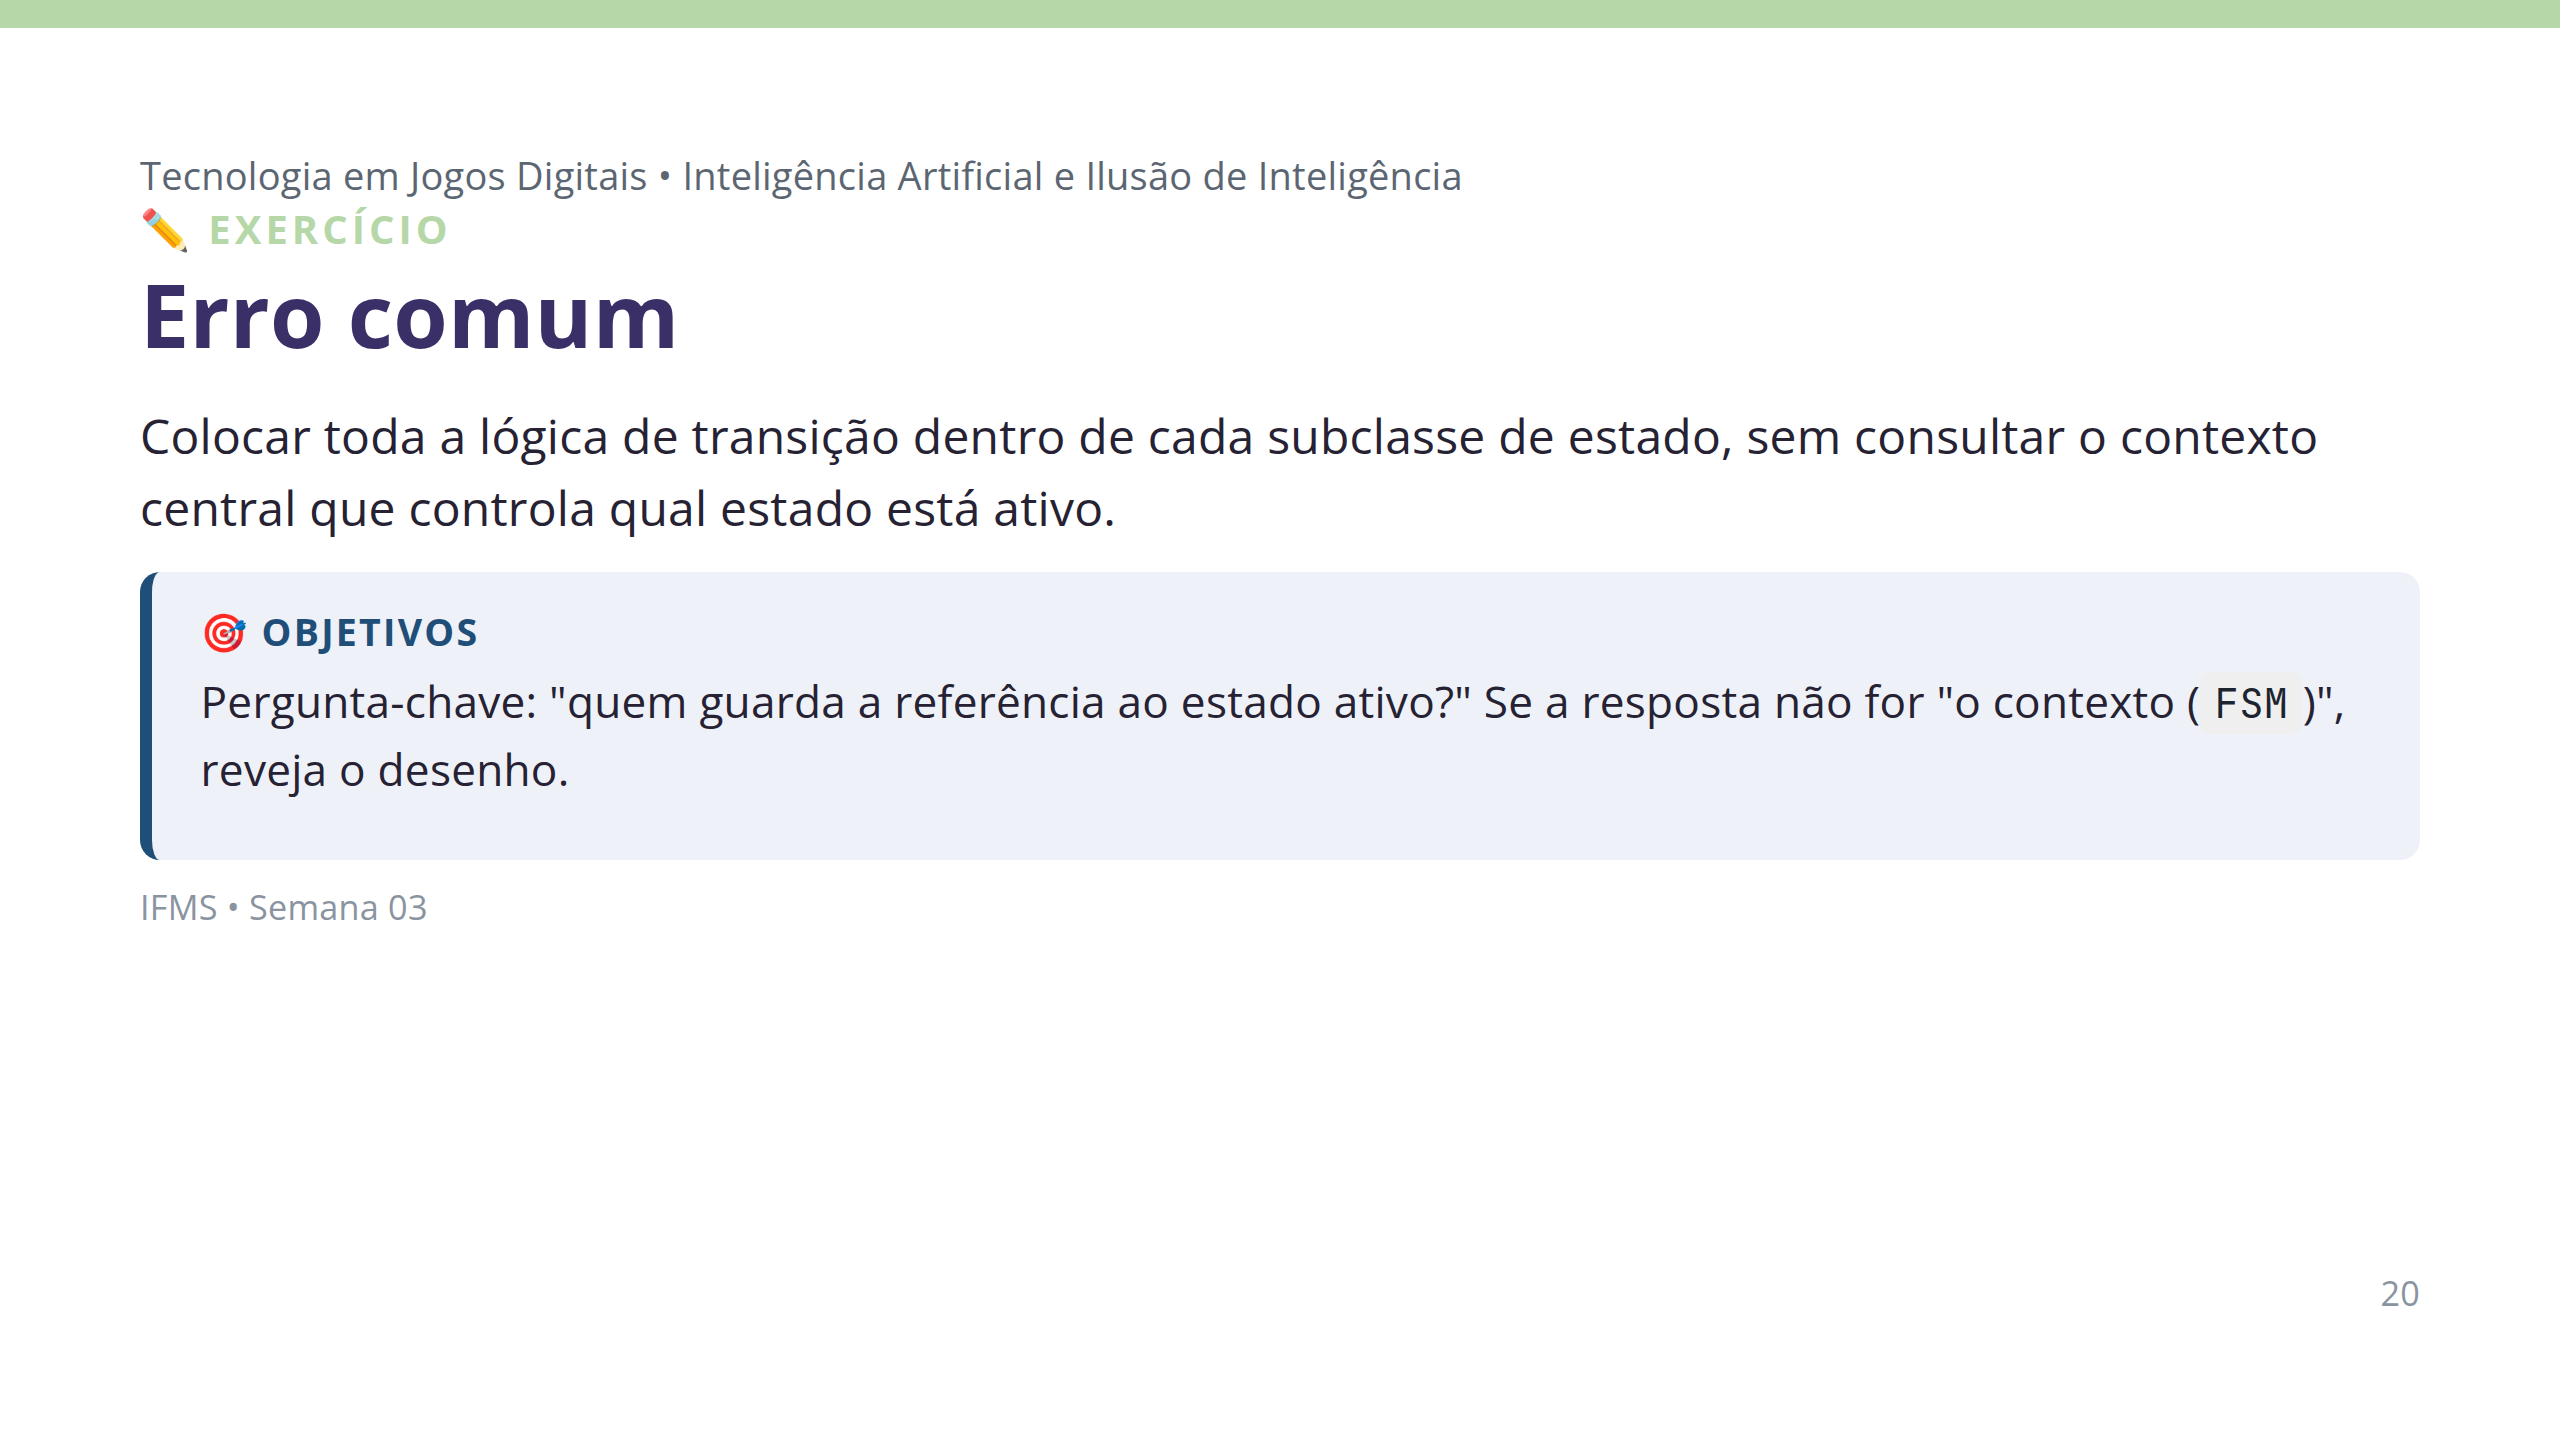 Tecnologia em Jogos Digitais • Inteligência Artificial e Ilusão de Inteligência
✏️ EXERCÍCIO
Erro comum
Colocar toda a lógica de transição dentro de cada subclasse de estado, sem consultar o contexto
central que controla qual estado está ativo.
🎯 OBJETIVOS
Pergunta-chave: "quem guarda a referência ao estado ativo?" Se a resposta não for "o contexto (FSM)",
reveja o desenho.
IFMS • Semana 03
20